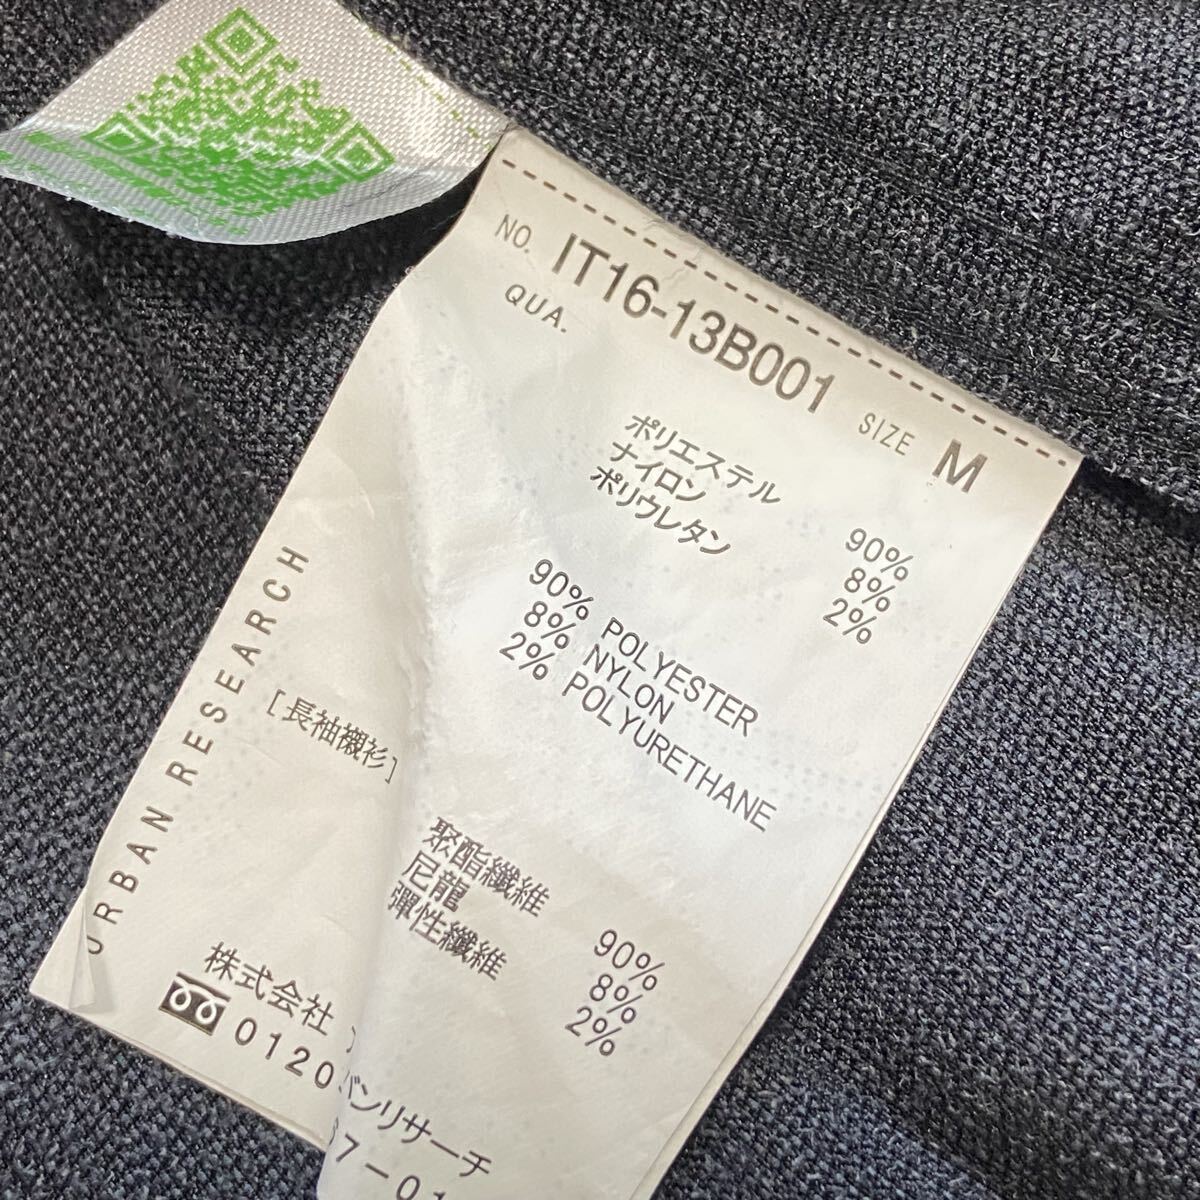 NO. IT16-13B001 SIZE M
QUA.
ポリエステル 90%
ナイロン 8%
ポリウレタン 2%
90% POLYESTER
8% NYLON
2% POLYURETHANE
[長袖襯衫]
聚酯纖維 90%
尼龍 8%
彈性纖維 2%
URBAN RESEARCH
株式会社 バンリサーチ
0120 7-01